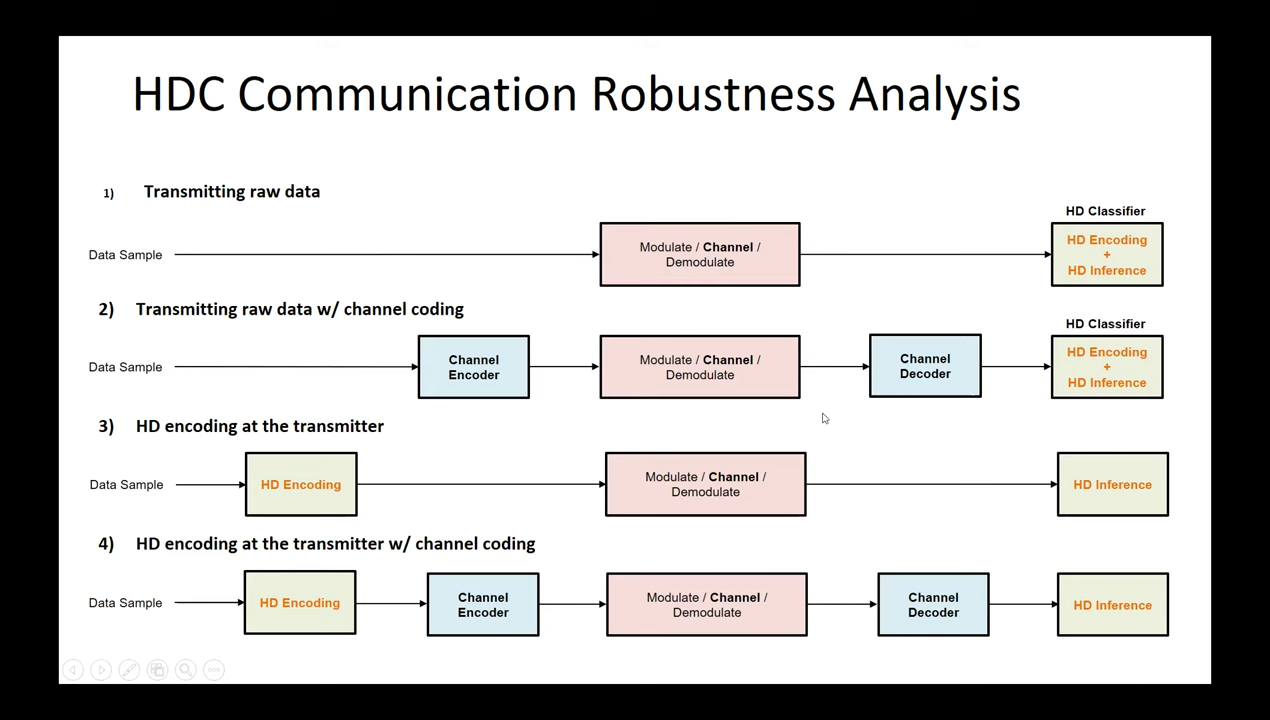 HDC Communication Robustness Analysis
1) Transmitting raw data
HD Classifier
Data Sample
Modulate / Channel /
Demodulate
HD Encoding
+
HD Inference
2) Transmitting raw data w/ channel coding
HD Classifier
Data Sample
Channel
Encoder
Modulate / Channel /
Demodulate
Channel
Decoder
HD Encoding
+
HD Inference
3) HD encoding at the transmitter
Data Sample
HD Encoding
Modulate / Channel /
Demodulate
HD Inference
4) HD encoding at the transmitter w/ channel coding
Data Sample
HD Encoding
Channel
Encoder
Modulate / Channel /
Demodulate
Channel
Decoder
HD Inference